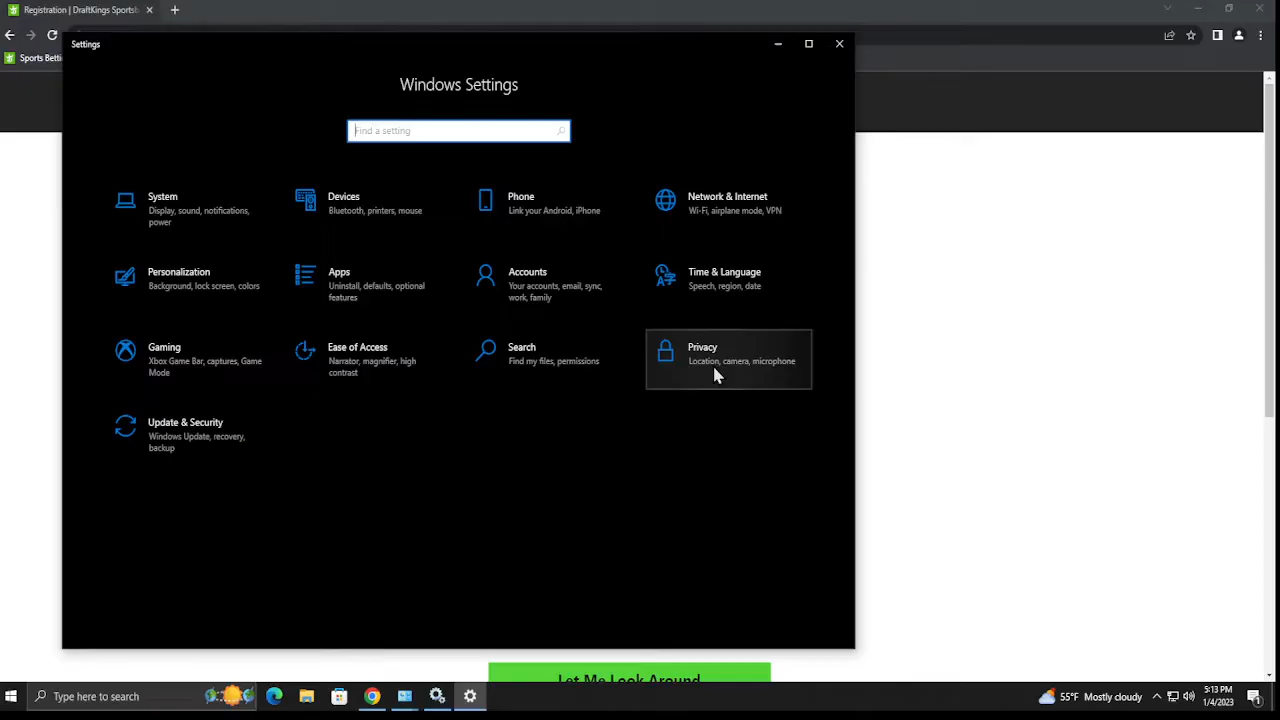 Registration | DraftKings Sportsb
Sports Betti
Settings
Windows Settings
Find a setting
System
Display, sound, notifications,
power
Devices
Bluetooth, printers, mouse
Phone
Link your Android, iPhone
Network & Internet
Wi-Fi, airplane mode, VPN
Personalization
Background, lock screen, colors
Apps
Uninstall, defaults, optional
features
Accounts
Your accounts, email, sync,
work, family
Time & Language
Speech, region, date
Gaming
Xbox Game Bar, captures, Game
Mode
Ease of Access
Narrator, magnifier, high
contrast
Search
Find my files, permissions
Privacy
Location, camera, microphone
Update & Security
Windows Update, recovery,
backup
Let Me Look Around
Type here to search
55°F Mostly cloudy
5:13 PM
1/4/2023
1